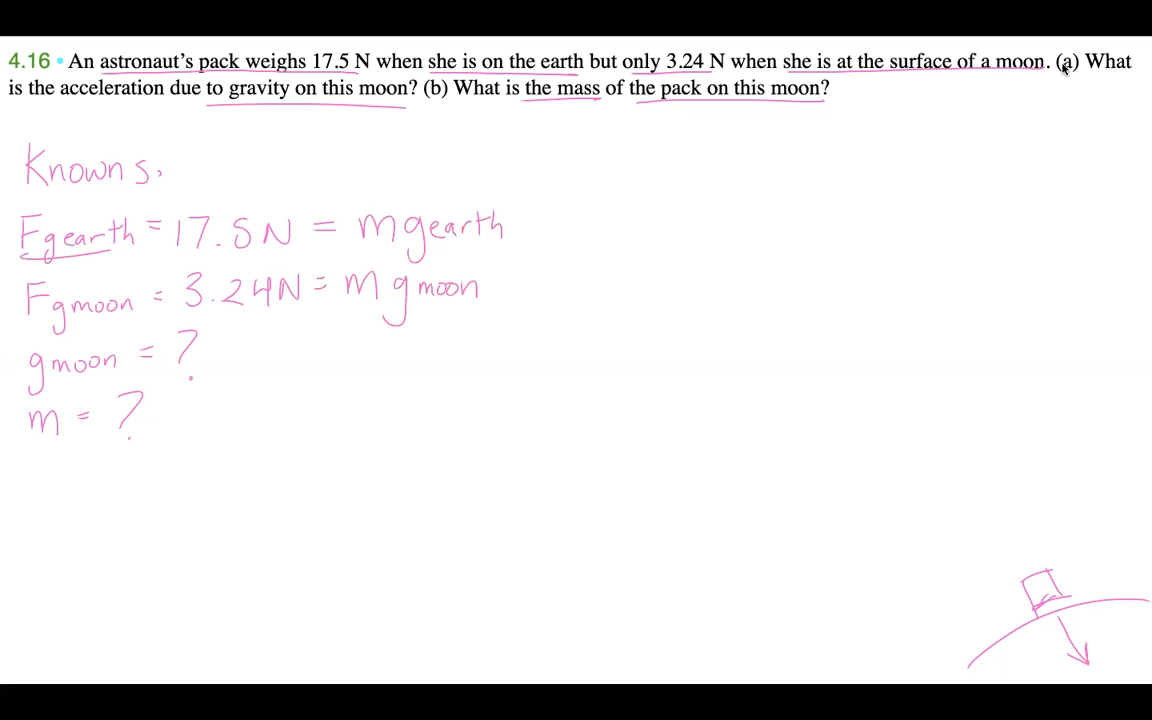 4.16 • An astronaut's pack weighs 17.5 N when she is on the earth but only 3.24 N when she is at the surface of a moon. (a) What
is the acceleration due to gravity on this moon? (b) What is the mass of the pack on this moon?
Knowns,
Fgearth = 17.5N = mgearth
Fgmoon = 3.24N = mgmoon
gmoon = ?
m = ?